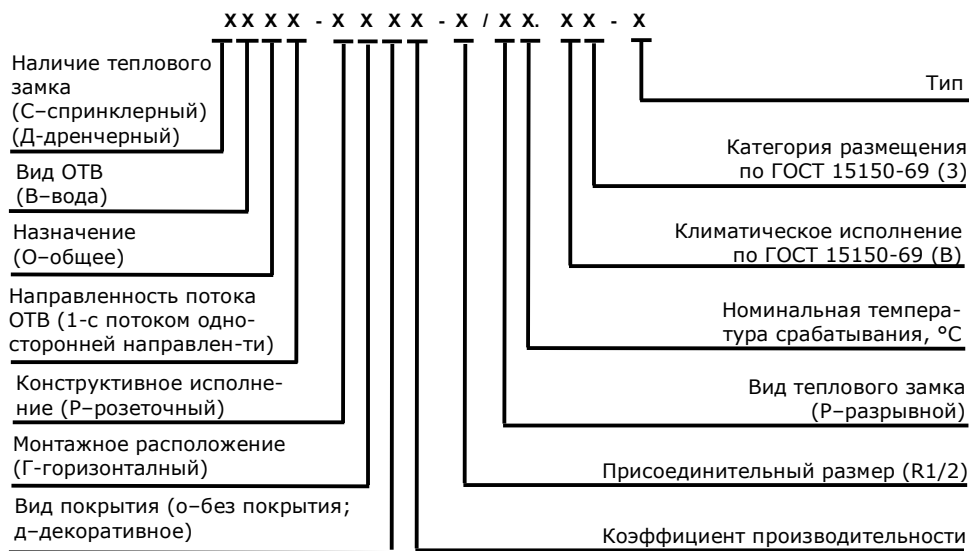 X X X X - X X X X - X / X X. X X - X
Наличие теплового
замка
(С–спринклерный)
(Д-дренчерный)
Вид ОТВ
(В–вода)
Назначение
(О–общее)
Направленность потока
ОТВ (1-с потоком одно-
сторонней направлен-ти)
Конструктивное исполне-
ние (Р–розеточный)
Монтажное расположение
(Г-горизонталный)
Вид покрытия (о–без покрытия;
д–декоративное)
Тип
Категория размещения
по ГОСТ 15150-69 (3)
Климатическое исполнение
по ГОСТ 15150-69 (В)
Номинальная темпера-
тура срабатывания, °С
Вид теплового замка
(Р–разрывной)
Присоединительный размер (R1/2)
Коэффициент производительности